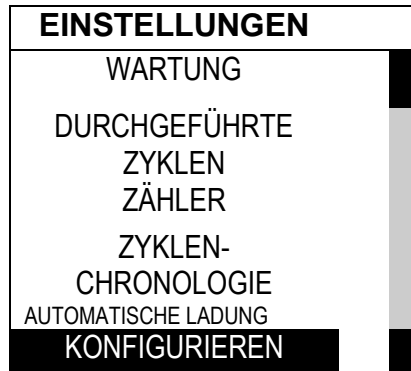 EINSTELLUNGEN
WARTUNG
DURCHGEFÜHRTE
ZYKLEN
ZÄHLER
ZYKLEN-
CHRONOLOGIE
AUTOMATISCHE LADUNG
KONFIGURIEREN